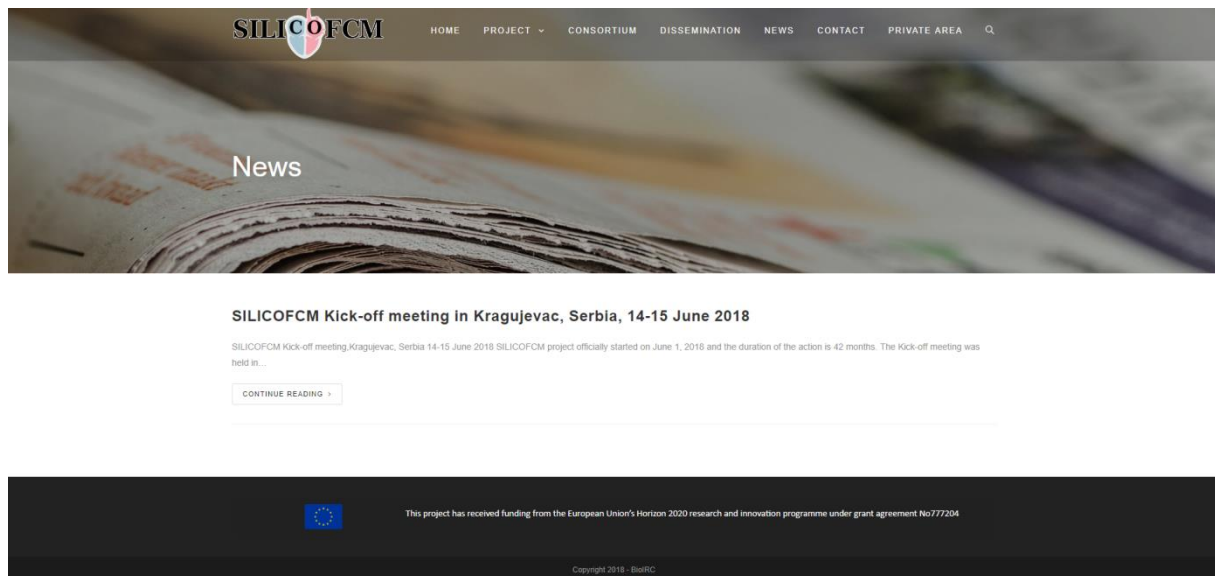 SILICOFCM
HOME PROJECT CONSORTIUM DISSEMINATION NEWS CONTACT PRIVATE AREA
News
SILICOFCM Kick-off meeting in Kragujevac, Serbia, 14-15 June 2018
SILICOFCM Kick-off meeting,Kragujevac, Serbia 14-15 June 2018 SILICOFCM project officially started on June 1, 2018 and the duration of the action is 42 months. The Kick-off meeting was
held in...
CONTINUE READING >
This project has received funding from the European Union's Horizon 2020 research and innovation programme under grant agreement No777204
Copyright 2018 - BioIRC